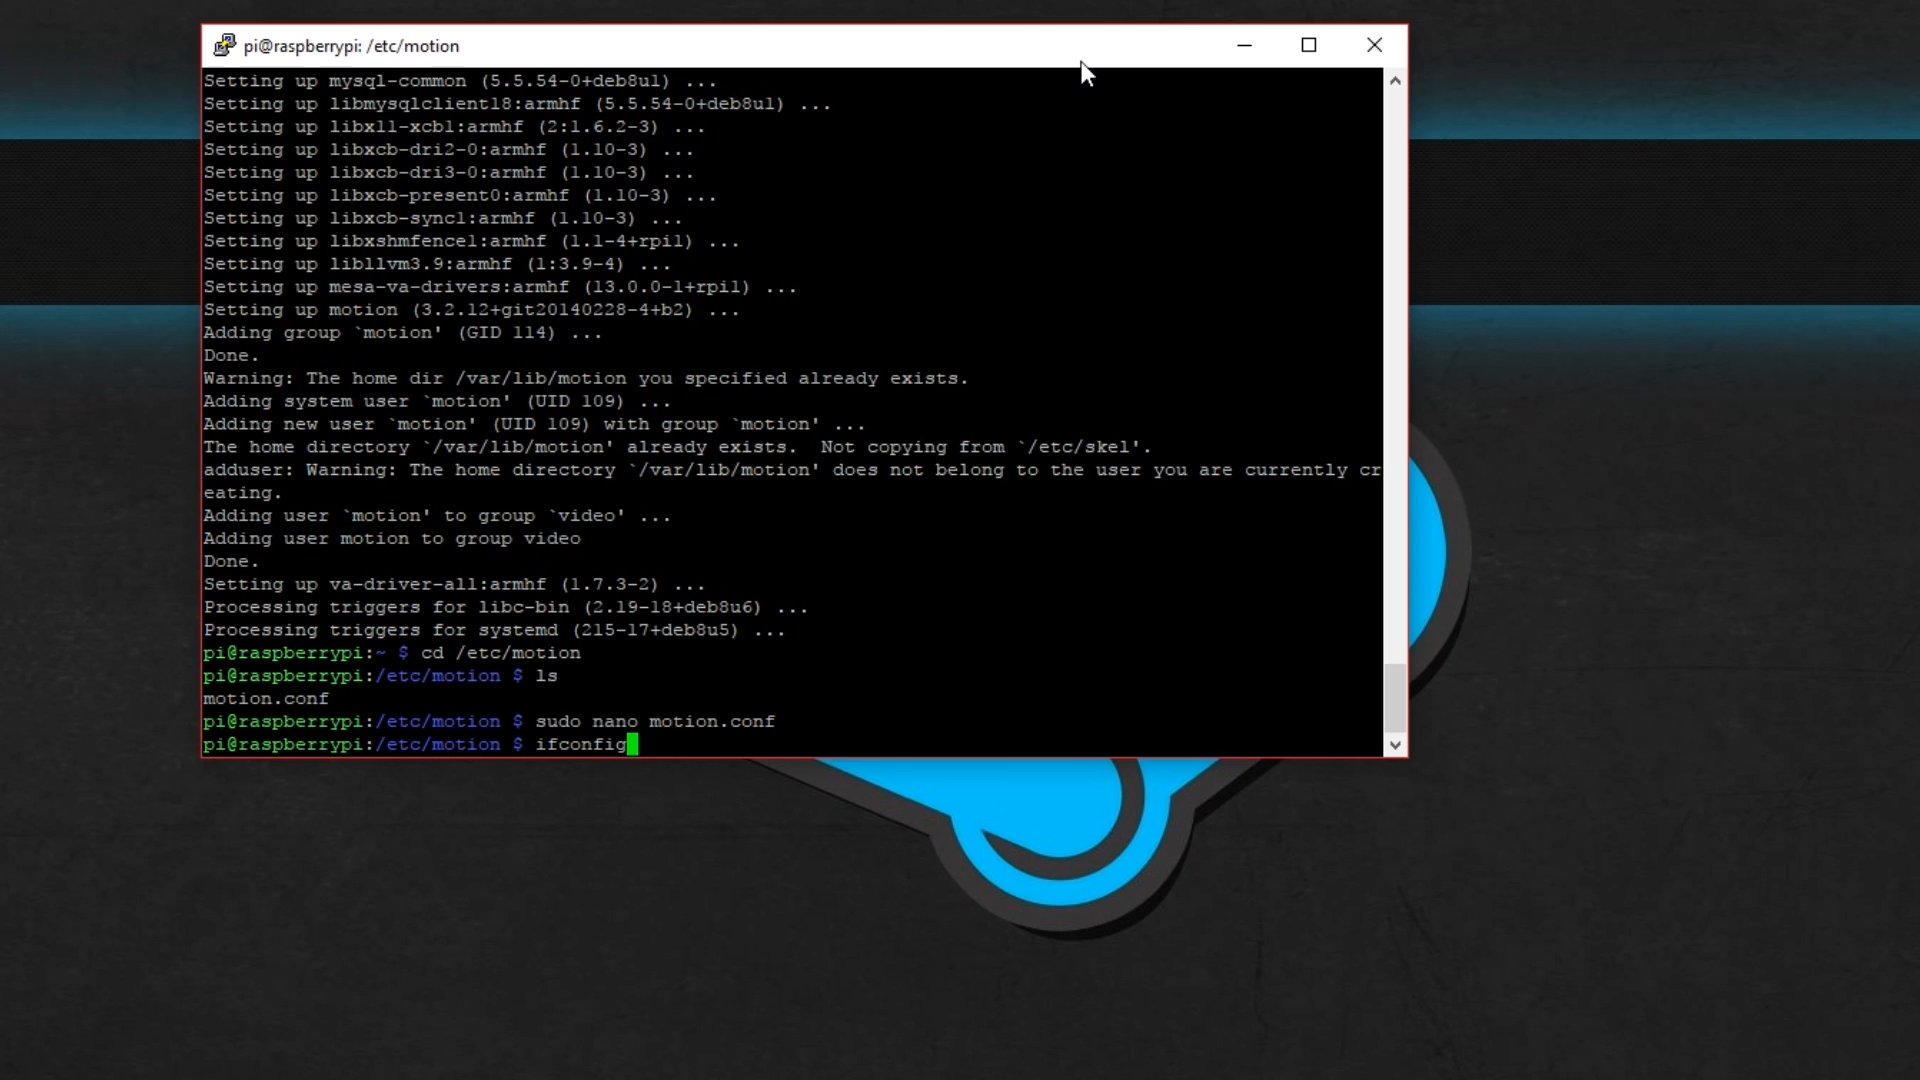 pi@raspberrypi: /etc/motion
Setting up mysql-common (5.5.54-0+deb8u1) ...
Setting up libmysqlclient18:armhf (5.5.54-0+deb8u1) ...
Setting up libx11-xcb1:armhf (2:1.6.2-3) ...
Setting up libxcb-dri2-0:armhf (1.10-3) ...
Setting up libxcb-dri3-0:armhf (1.10-3) ...
Setting up libxcb-present0:armhf (1.10-3) ...
Setting up libxcb-sync1:armhf (1.10-3) ...
Setting up libxshmfence1:armhf (1.1-4+rpi1) ...
Setting up libllvm3.9:armhf (1:3.9-4) ...
Setting up mesa-va-drivers:armhf (13.0.0-1+rpi1) ...
Setting up motion (3.2.12+git20140228-4+b2) ...
Adding group `motion' (GID 114) ...
Done.
Warning: The home dir /var/lib/motion you specified already exists.
Adding system user `motion' (UID 109) ...
Adding new user `motion' (UID 109) with group `motion' ...
The home directory `/var/lib/motion' already exists.  Not copying from `/etc/skel'.
adduser: Warning: The home directory `/var/lib/motion' does not belong to the user you are currently cr
eating.
Adding user `motion' to group `video' ...
Adding user motion to group video
Done.
Setting up va-driver-all:armhf (1.7.3-2) ...
Processing triggers for libc-bin (2.19-18+deb8u6) ...
Processing triggers for systemd (215-17+deb8u5) ...
pi@raspberrypi:~ $ cd /etc/motion
pi@raspberrypi:/etc/motion $ ls
motion.conf
pi@raspberrypi:/etc/motion $ sudo nano motion.conf
pi@raspberrypi:/etc/motion $ ifconfig